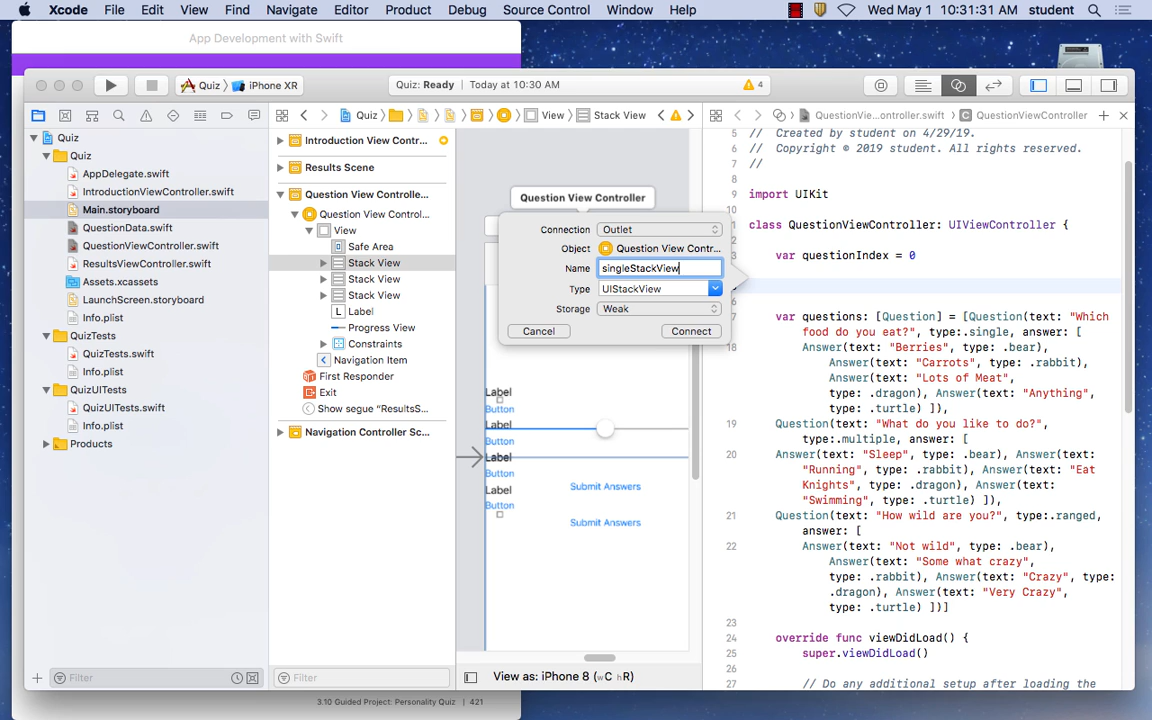 Xcode File Edit View Find Navigate Editor Product Debug Source Control Window Help Wed May 1 10:31:31 AM student
App Development with Swift
Quiz iPhone XR Quiz: Ready Today at 10:30 AM 4
Quiz View Stack View QuestionVie…ontroller.swift QuestionViewController
Quiz
Quiz
AppDelegate.swift
IntroductionViewController.swift
Main.storyboard
QuestionData.swift
QuestionViewController.swift
ResultsViewController.swift
Assets.xcassets
LaunchScreen.storyboard
Info.plist
QuizTests
QuizTests.swift
Info.plist
QuizUITests
QuizUITests.swift
Info.plist
Products
Filter
Introduction View Contr...
Results Scene
Question View Controlle...
Question View Control...
View
Safe Area
Stack View
Stack View
Stack View
Label
Progress View
Constraints
Navigation Item
First Responder
Exit
Show segue “ResultsS...
Navigation Controller Sc...
Filter
Question View Controller
Connection Outlet
Object Question View Contr...
Name singleStackView
Type UIStackView
Storage Weak
Cancel Connect
Label
Button
Label
Button
Label
Button
Label
Button
Submit Answers
Submit Answers
View as: iPhone 8 (wC hR)
5 // Created by student on 4/29/19.
6 // Copyright © 2019 student. All rights reserved.
7 //
8
9 import UIKit
10
class QuestionViewController: UIViewController {
2
3 var questionIndex = 0
6
7 var questions: [Question] = [Question(text: "Which
food do you eat?", type:.single, answer: [
18 Answer(text: "Berries", type: .bear),
Answer(text: "Carrots", type: .rabbit),
Answer(text: "Lots of Meat",
type: .dragon), Answer(text: "Anything",
type: .turtle) ]),
19 Question(text: "What do you like to do?",
type:.multiple, answer: [
20 Answer(text: "Sleep", type: .bear), Answer(text:
"Running", type: .rabbit), Answer(text: "Eat
Knights", type: .dragon), Answer(text:
"Swimming", type: .turtle) ]),
21 Question(text: "How wild are you?", type:.ranged,
answer: [
22 Answer(text: "Not wild", type: .bear),
Answer(text: "Some what crazy",
type: .rabbit), Answer(text: "Crazy", type:
.dragon), Answer(text: "Very Crazy",
type: .turtle) ])]
23
24 override func viewDidLoad() {
25 super.viewDidLoad()
26
27 // Do any additional setup after loading the
3.10 Guided Project: Personality Quiz 421